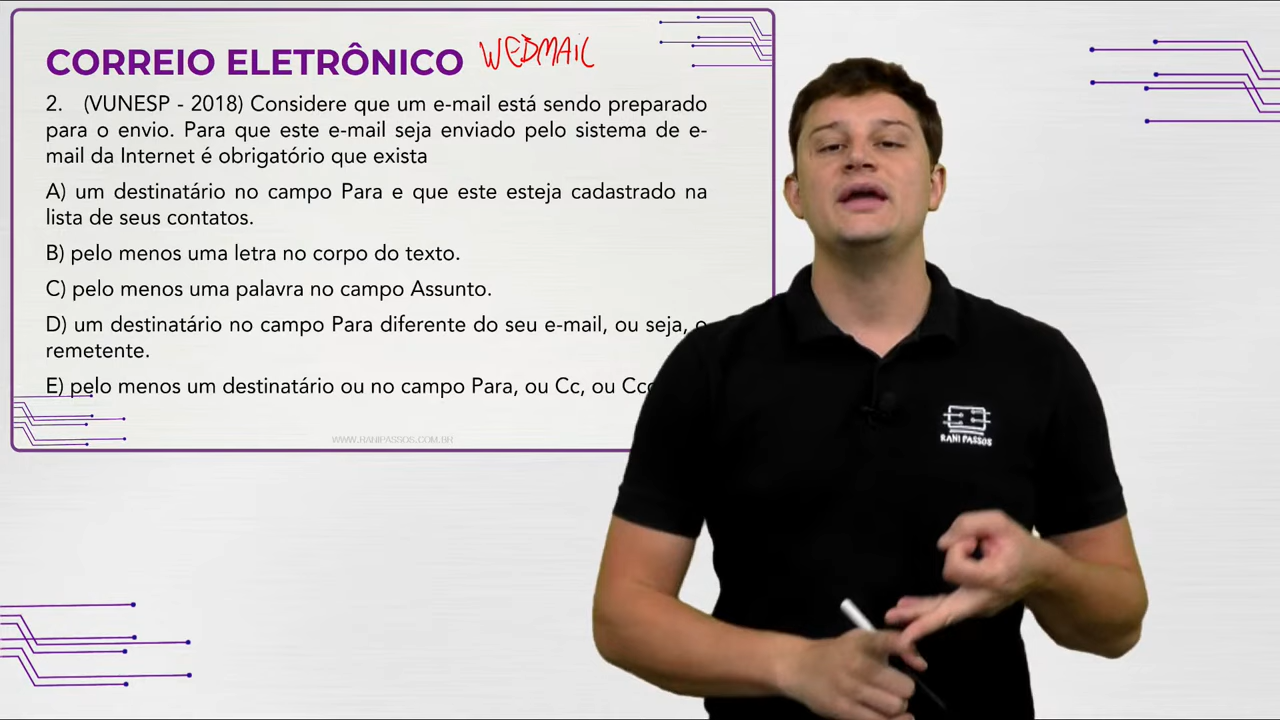 CORREIO ELETRÔNICO WEBMAIL
2. (VUNESP - 2018) Considere que um e-mail está sendo preparado
para o envio. Para que este e-mail seja enviado pelo sistema de e-
mail da Internet é obrigatório que exista
A) um destinatário no campo Para e que este esteja cadastrado na
lista de seus contatos.
B) pelo menos uma letra no corpo do texto.
C) pelo menos uma palavra no campo Assunto.
D) um destinatário no campo Para diferente do seu e-mail, ou seja, o
remetente.
E) pelo menos um destinatário ou no campo Para, ou Cc, ou Cco
WWW.RANIPASSOS.COM.BR
RANI PASSOS